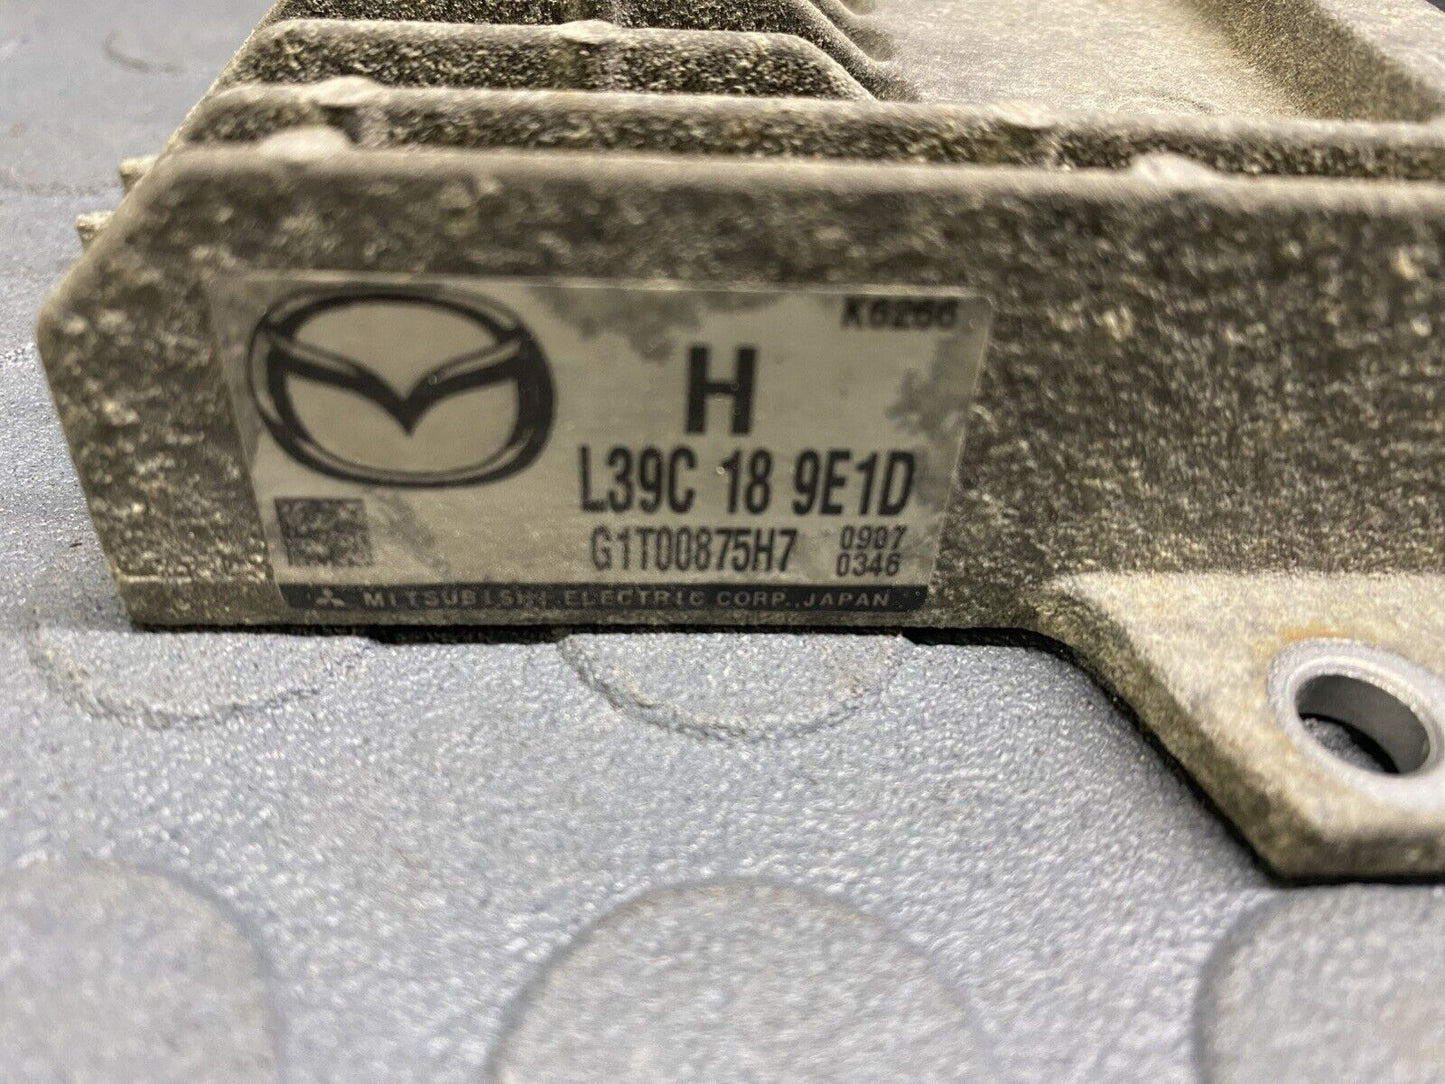 K6266
H
L39C 18 9E1D
G1T00875H7 0907
0346
MITSUBISHI ELECTRIC CORP., JAPAN